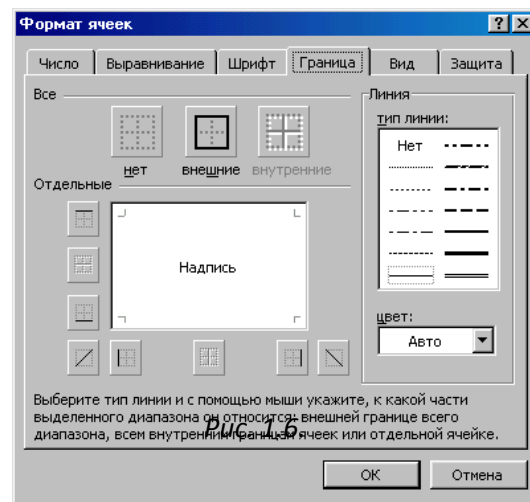 Формат ячеек
Число Выравнивание Шрифт Граница Вид Защита
Все
нет внешние внутренние
Отдельные
Надпись
Линия
тип линии:
Нет
цвет:
Авто
Выберите тип линии и с помощью мыши укажите, к какой части
выделенного диапазона он относится: внешней границе всего
диапазона, всем внутренним границам ячеек или отдельной ячейке.
Рис. 1.6.
ОК Отмена